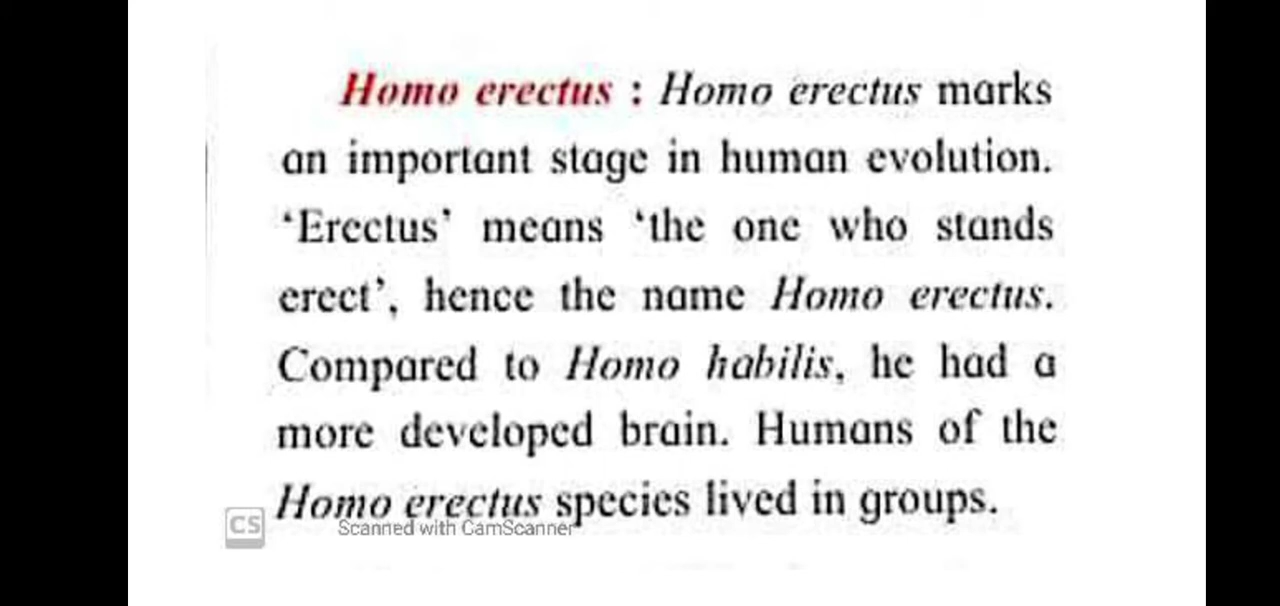 Homo erectus : Homo erectus marks
an important stage in human evolution.
‘Erectus’ means ‘the one who stands
erect’, hence the name Homo erectus.
Compared to Homo habilis, he had a
more developed brain. Humans of the
Homo erectus species lived in groups.
CS Scanned with CamScanner